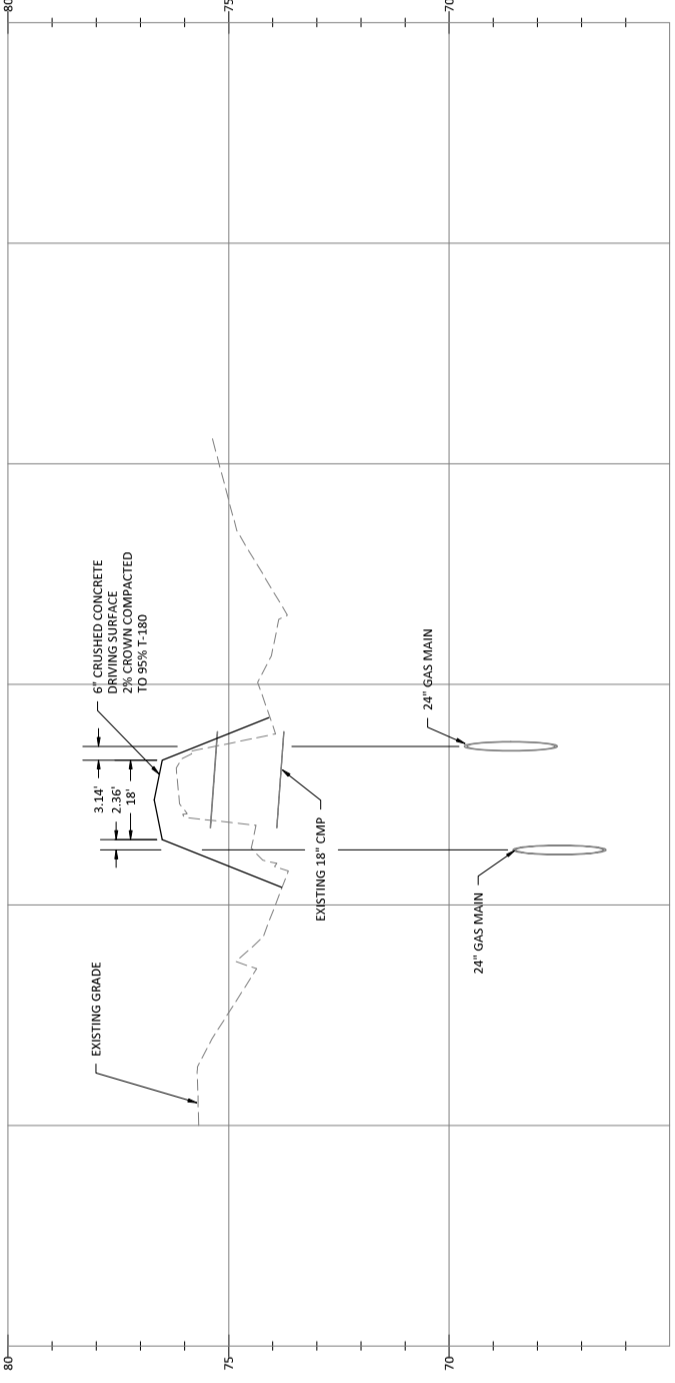 80
75
70
EXISTING GRADE
3.14'
2.36'
18'
6" CRUSHED CONCRETE
DRIVING SURFACE
2% CROWN COMPACTED
TO 95% T-180
EXISTING 18" CMP
24" GAS MAIN
24" GAS MAIN
80
75
70